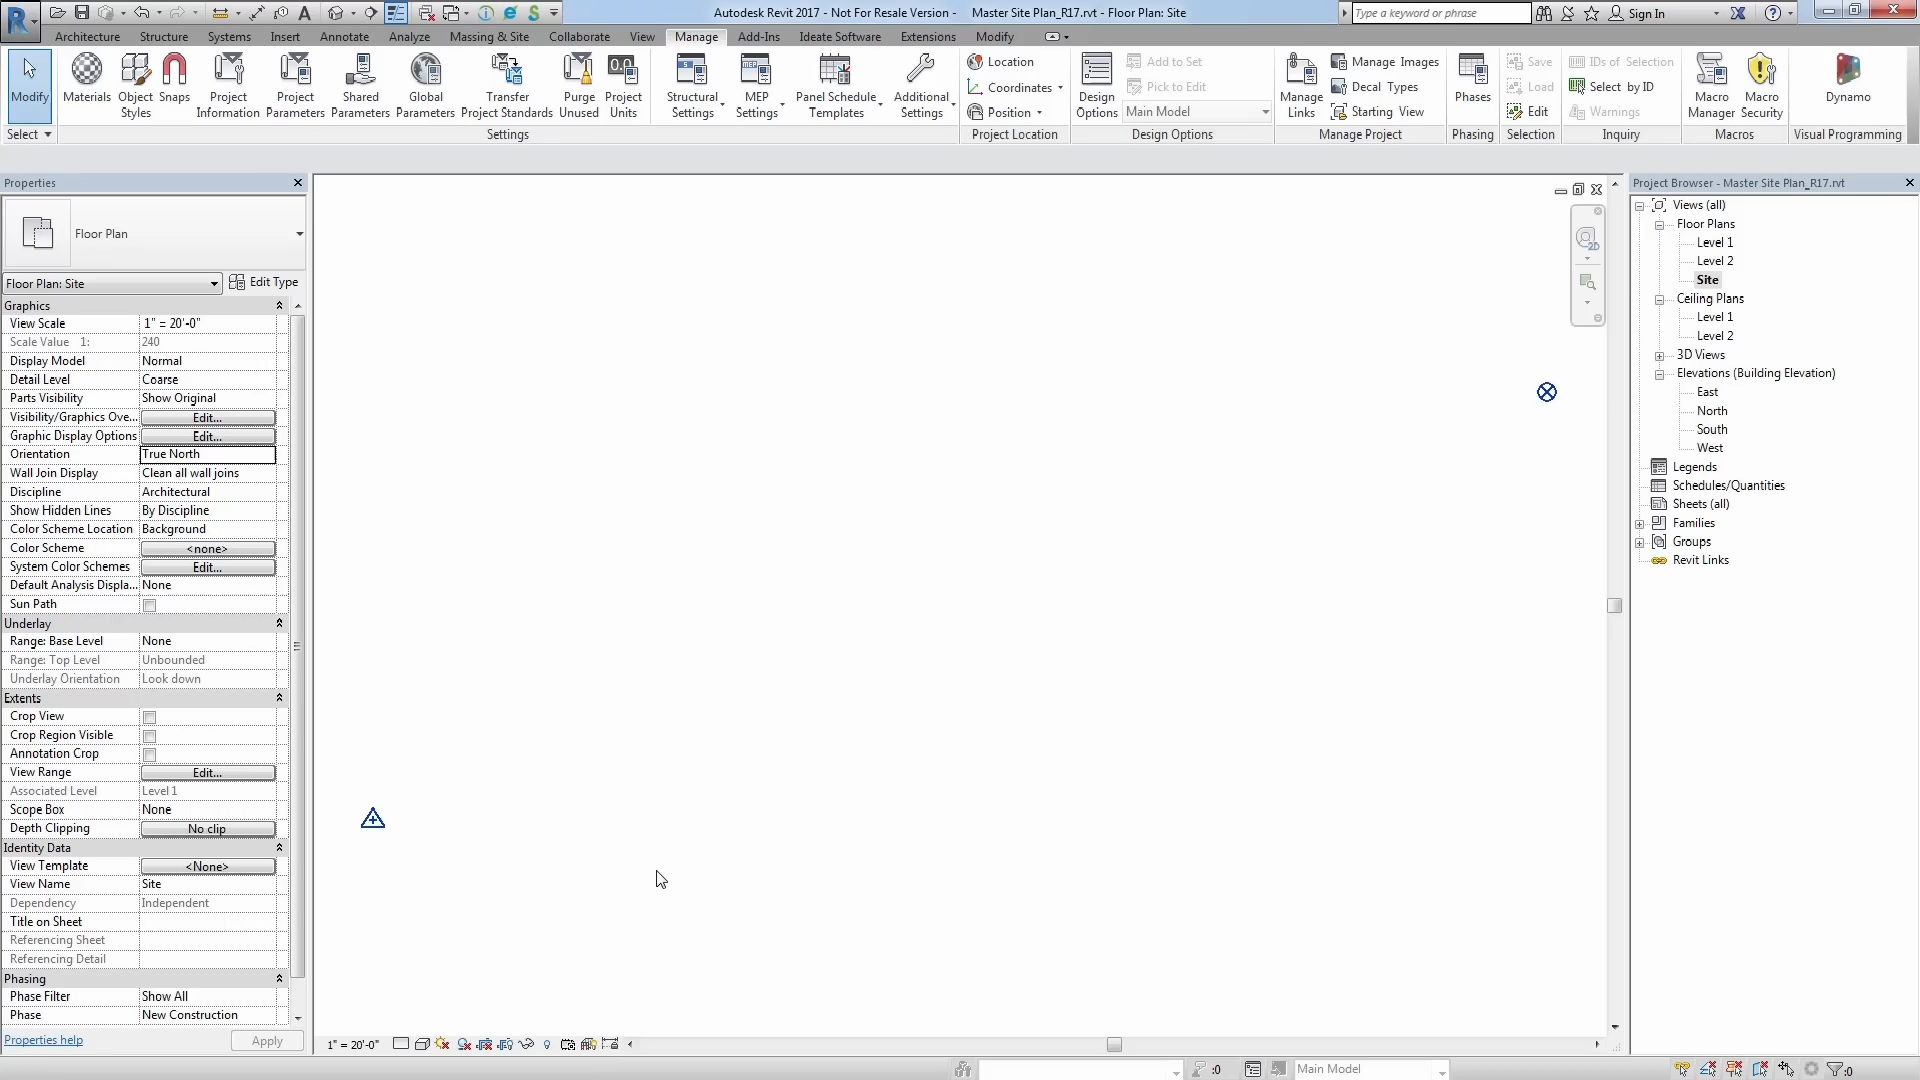 Autodesk Revit 2017 - Not For Resale Version -    Master Site Plan_R17.rvt - Floor Plan: Site
Type a keyword or phrase
Sign In
Architecture Structure Systems Insert Annotate Analyze Massing & Site Collaborate View Manage Add-Ins Ideate Software Extensions Modify
Modify
Materials
Object Styles
Snaps
Project Information
Project Parameters
Shared Parameters
Global Parameters
Transfer Project Standards
Purge Unused
Project Units
Structural Settings
MEP Settings
Panel Schedule Templates
Additional Settings
Location
Coordinates
Position
Design Options
Add to Set
Pick to Edit
Main Model
Manage Links
Manage Images
Decal Types
Starting View
Phases
Save
Load
Edit
IDs of Selection
Select by ID
Warnings
Macro Manager
Macro Security
Dynamo
Select
Settings
Project Location
Design Options
Manage Project
Phasing
Selection
Inquiry
Macros
Visual Programming
Properties
Floor Plan
Floor Plan: Site
Edit Type
Graphics
View Scale 1" = 20'-0"
Scale Value 1: 240
Display Model Normal
Detail Level Coarse
Parts Visibility Show Original
Visibility/Graphics Ove... Edit...
Graphic Display Options Edit...
Orientation True North
Wall Join Display Clean all wall joins
Discipline Architectural
Show Hidden Lines By Discipline
Color Scheme Location Background
Color Scheme <none>
System Color Schemes Edit...
Default Analysis Displa... None
Sun Path
Underlay
Range: Base Level None
Range: Top Level Unbounded
Underlay Orientation Look down
Extents
Crop View
Crop Region Visible
Annotation Crop
View Range Edit...
Associated Level Level 1
Scope Box None
Depth Clipping No clip
Identity Data
View Template <None>
View Name Site
Dependency Independent
Title on Sheet
Referencing Sheet
Referencing Detail
Phasing
Phase Filter Show All
Phase New Construction
Properties help
Apply
1" = 20'-0"
2D
Project Browser - Master Site Plan_R17.rvt
Views (all)
Floor Plans
Level 1
Level 2
Site
Ceiling Plans
Level 1
Level 2
3D Views
Elevations (Building Elevation)
East
North
South
West
Legends
Schedules/Quantities
Sheets (all)
Families
Groups
Revit Links
:0
Main Model
:0